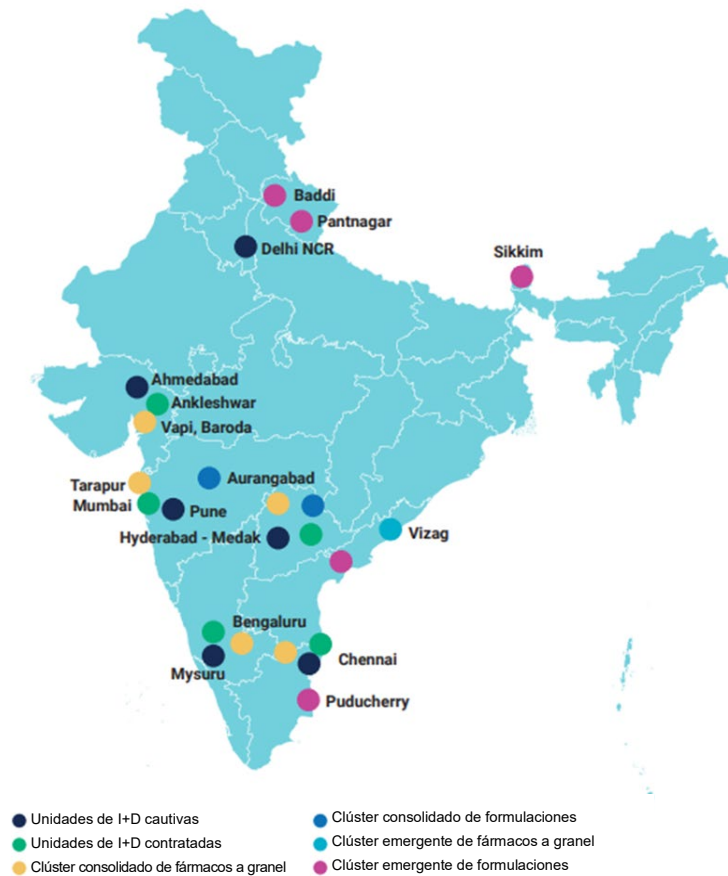 Baddi
Pantnagar
Delhi NCR
Sikkim
Ahmedabad
Ankleshwar
Vapi, Baroda
Aurangabad
Tarapur
Mumbai
Pune
Hyderabad - Medak
Vizag
Bengaluru
Chennai
Mysuru
Puducherry
Unidades de I+D cautivas
Unidades de I+D contratadas
Clúster consolidado de fármacos a granel
Clúster consolidado de formulaciones
Clúster emergente de fármacos a granel
Clúster emergente de formulaciones